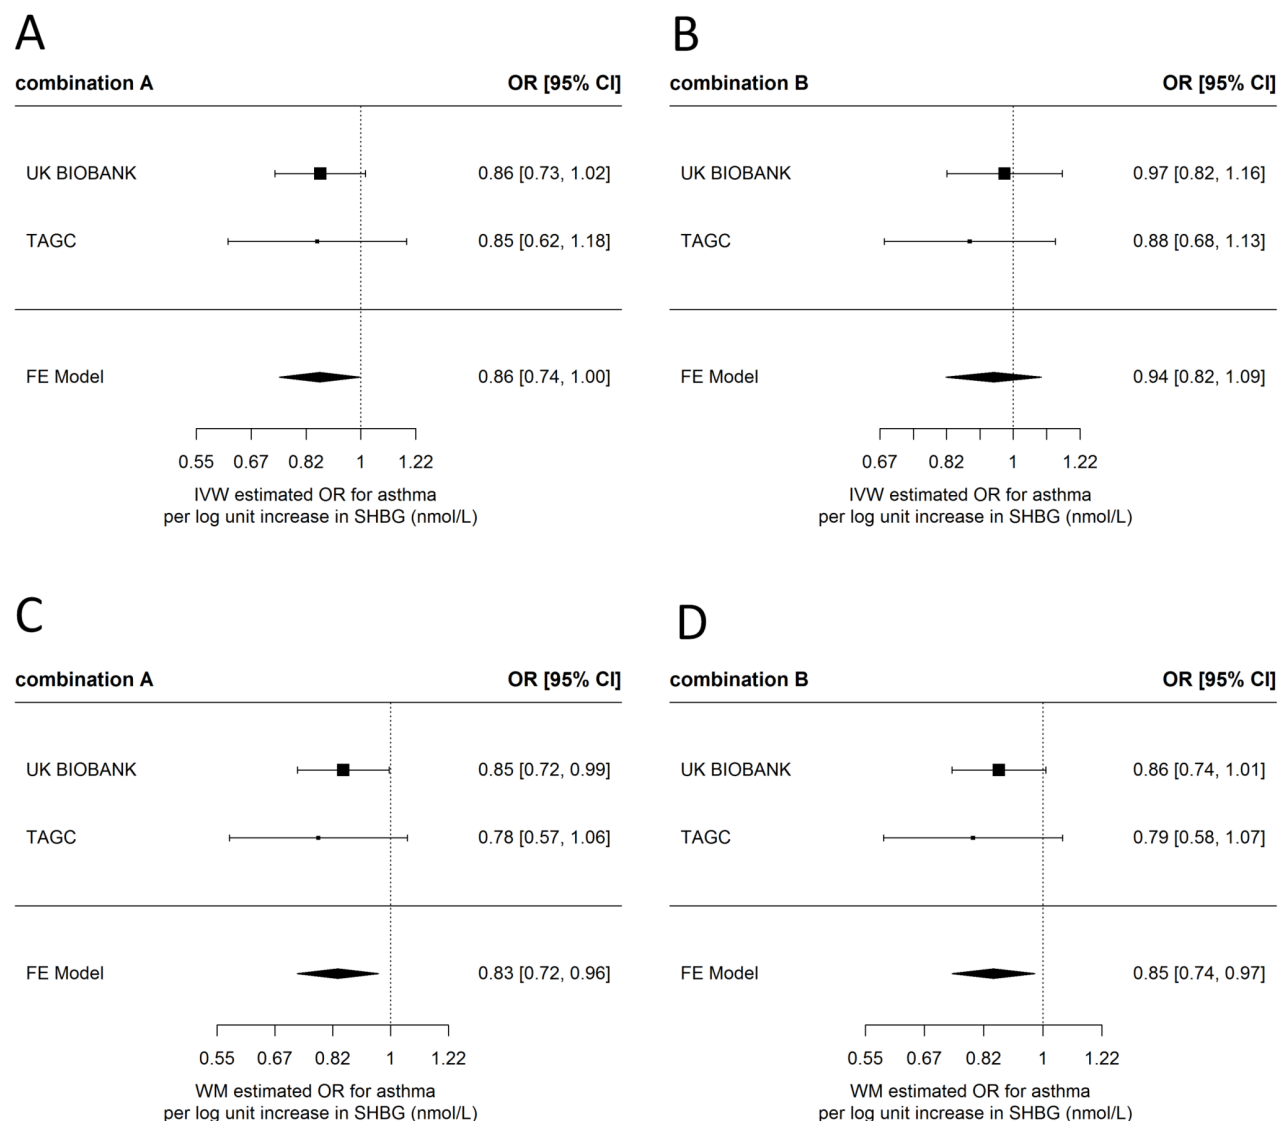 A
combination A OR [95% CI]
UK BIOBANK 0.86 [0.73, 1.02]
TAGC 0.85 [0.62, 1.18]
FE Model 0.86 [0.74, 1.00]
0.55 0.67 0.82 1 1.22
IVW estimated OR for asthma
per log unit increase in SHBG (nmol/L)
B
combination B OR [95% CI]
UK BIOBANK 0.97 [0.82, 1.16]
TAGC 0.88 [0.68, 1.13]
FE Model 0.94 [0.82, 1.09]
0.67 0.82 1 1.22
IVW estimated OR for asthma
per log unit increase in SHBG (nmol/L)
C
combination A OR [95% CI]
UK BIOBANK 0.85 [0.72, 0.99]
TAGC 0.78 [0.57, 1.06]
FE Model 0.83 [0.72, 0.96]
0.55 0.67 0.82 1 1.22
WM estimated OR for asthma
per log unit increase in SHBG (nmol/L)
D
combination B OR [95% CI]
UK BIOBANK 0.86 [0.74, 1.01]
TAGC 0.79 [0.58, 1.07]
FE Model 0.85 [0.74, 0.97]
0.55 0.67 0.82 1 1.22
WM estimated OR for asthma
per log unit increase in SHBG (nmol/L)